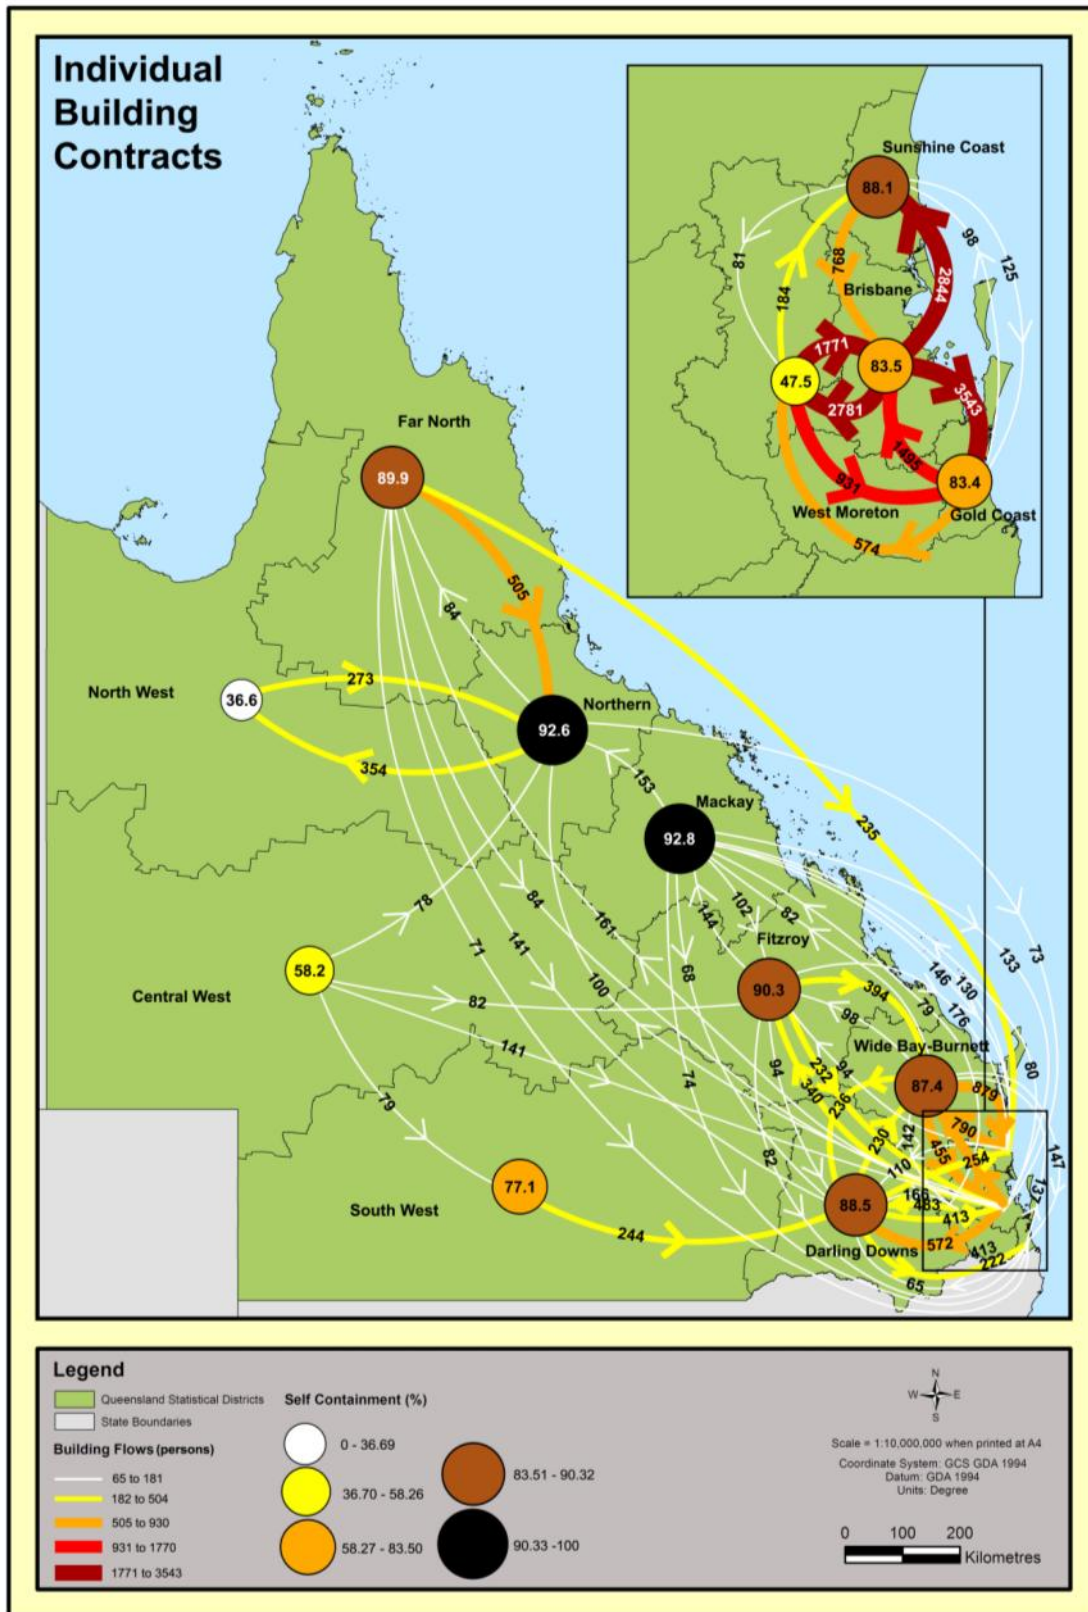 Individual
Building
Contracts
Sunshine Coast
88.1
98
125
81
768
2844
184
Brisbane
1771
83.5
47.5
3543
2781
1495
931
83.4
West Moreton
Gold Coast
574
Far North
89.9
505
84
North West
273
36.6
Northern
92.6
354
153
Mackay
235
92.8
78
84
161
144
102
82
71
141
Fitzroy
133
73
58.2
68
146
130
Central West
100
90.3
394
82
79
176
98
141
Wide Bay-Burnett
94
232
94
80
74
340
87.4
879
79
236
790
230
142
455
254
147
82
110
77.1
137
166
South West
88.5
483
413
244
Darling Downs
572
413
222
65
Legend
Queensland Statistical Districts
State Boundaries
Building Flows (persons)
65 to 181
182 to 504
505 to 930
931 to 1770
1771 to 3543
Self Containment (%)
0 - 36.69
36.70 - 58.26
58.27 - 83.50
83.51 - 90.32
90.33 -100
N
W
E
S
Scale = 1:10,000,000 when printed at A4
Coordinate System: GCS GDA 1994
Datum: GDA 1994
Units: Degree
0 100 200
Kilometres